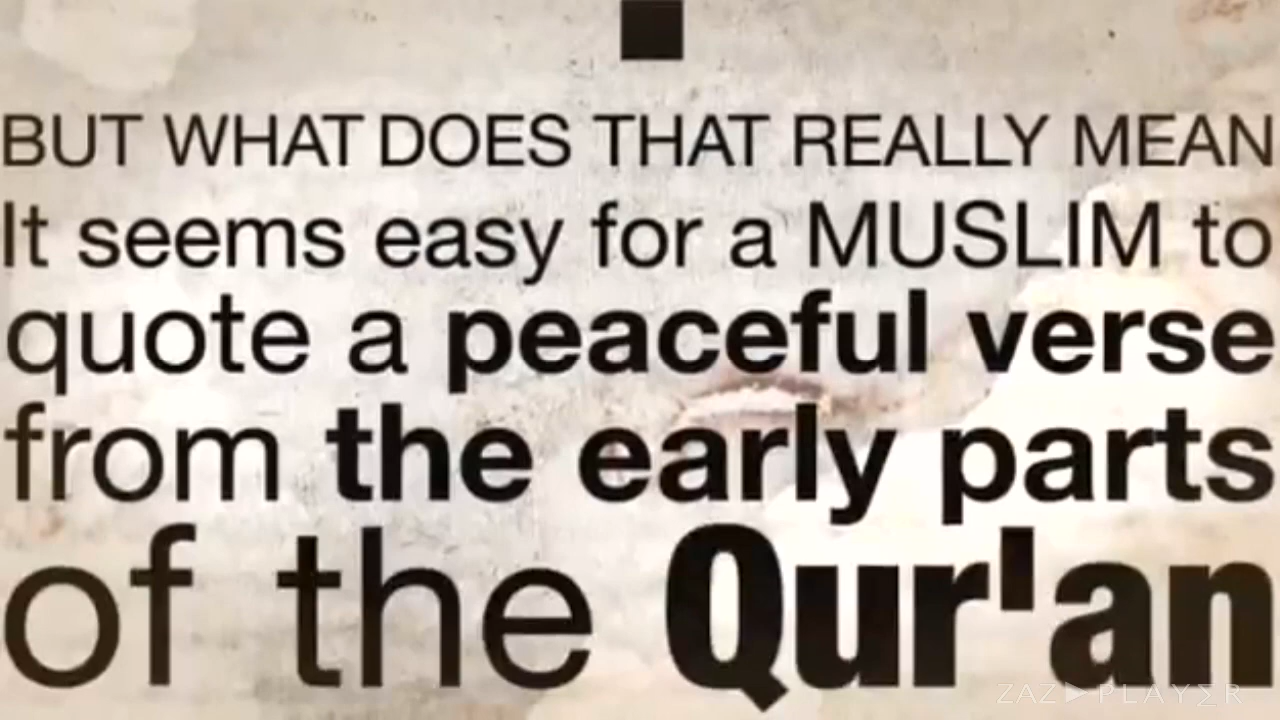 BUT WHAT DOES THAT REALLY MEAN
It seems easy for a MUSLIM to
quote a peaceful verse
from the early parts
of the Qur'an
ZAZ▶PLAYΣR